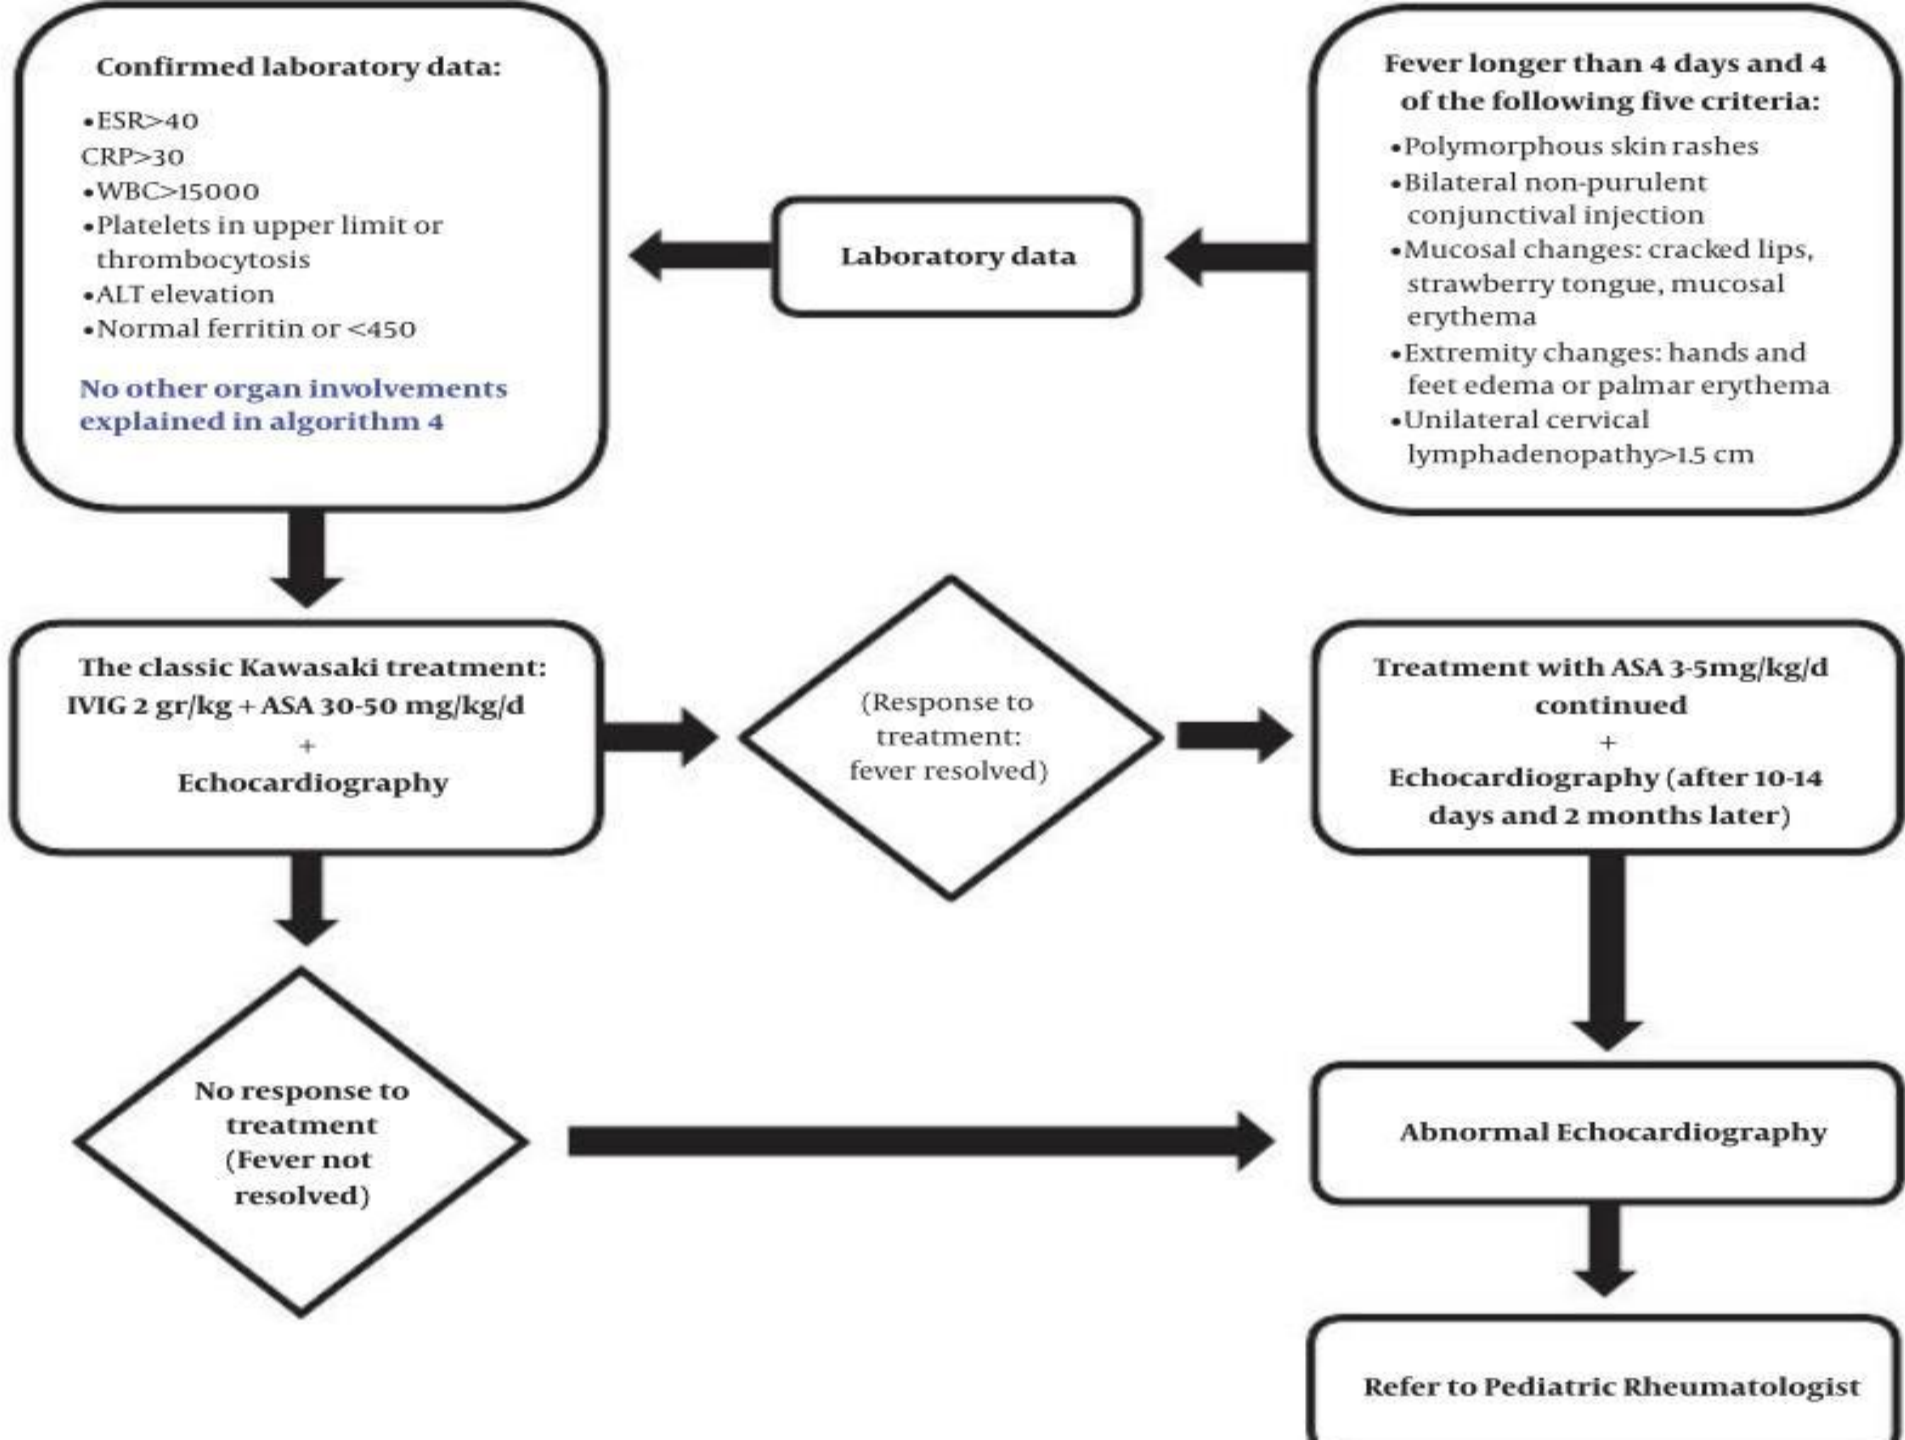 Confirmed laboratory data:
•ESR>40
CRP>30
•WBC>15000
•Platelets in upper limit or
thrombocytosis
•ALT elevation
•Normal ferritin or <450
No other organ involvements
explained in algorithm 4
Laboratory data
Fever longer than 4 days and 4
of the following five criteria:
•Polymorphous skin rashes
•Bilateral non-purulent
conjunctival injection
•Mucosal changes: cracked lips,
strawberry tongue, mucosal
erythema
•Extremity changes: hands and
feet edema or palmar erythema
•Unilateral cervical
lymphadenopathy>1.5 cm
The classic Kawasaki treatment:
IVIG 2 gr/kg + ASA 30-50 mg/kg/d
+
Echocardiography
(Response to
treatment:
fever resolved)
Treatment with ASA 3-5mg/kg/d
continued
+
Echocardiography (after 10-14
days and 2 months later)
No response to
treatment
(Fever not
resolved)
Abnormal Echocardiography
Refer to Pediatric Rheumatologist